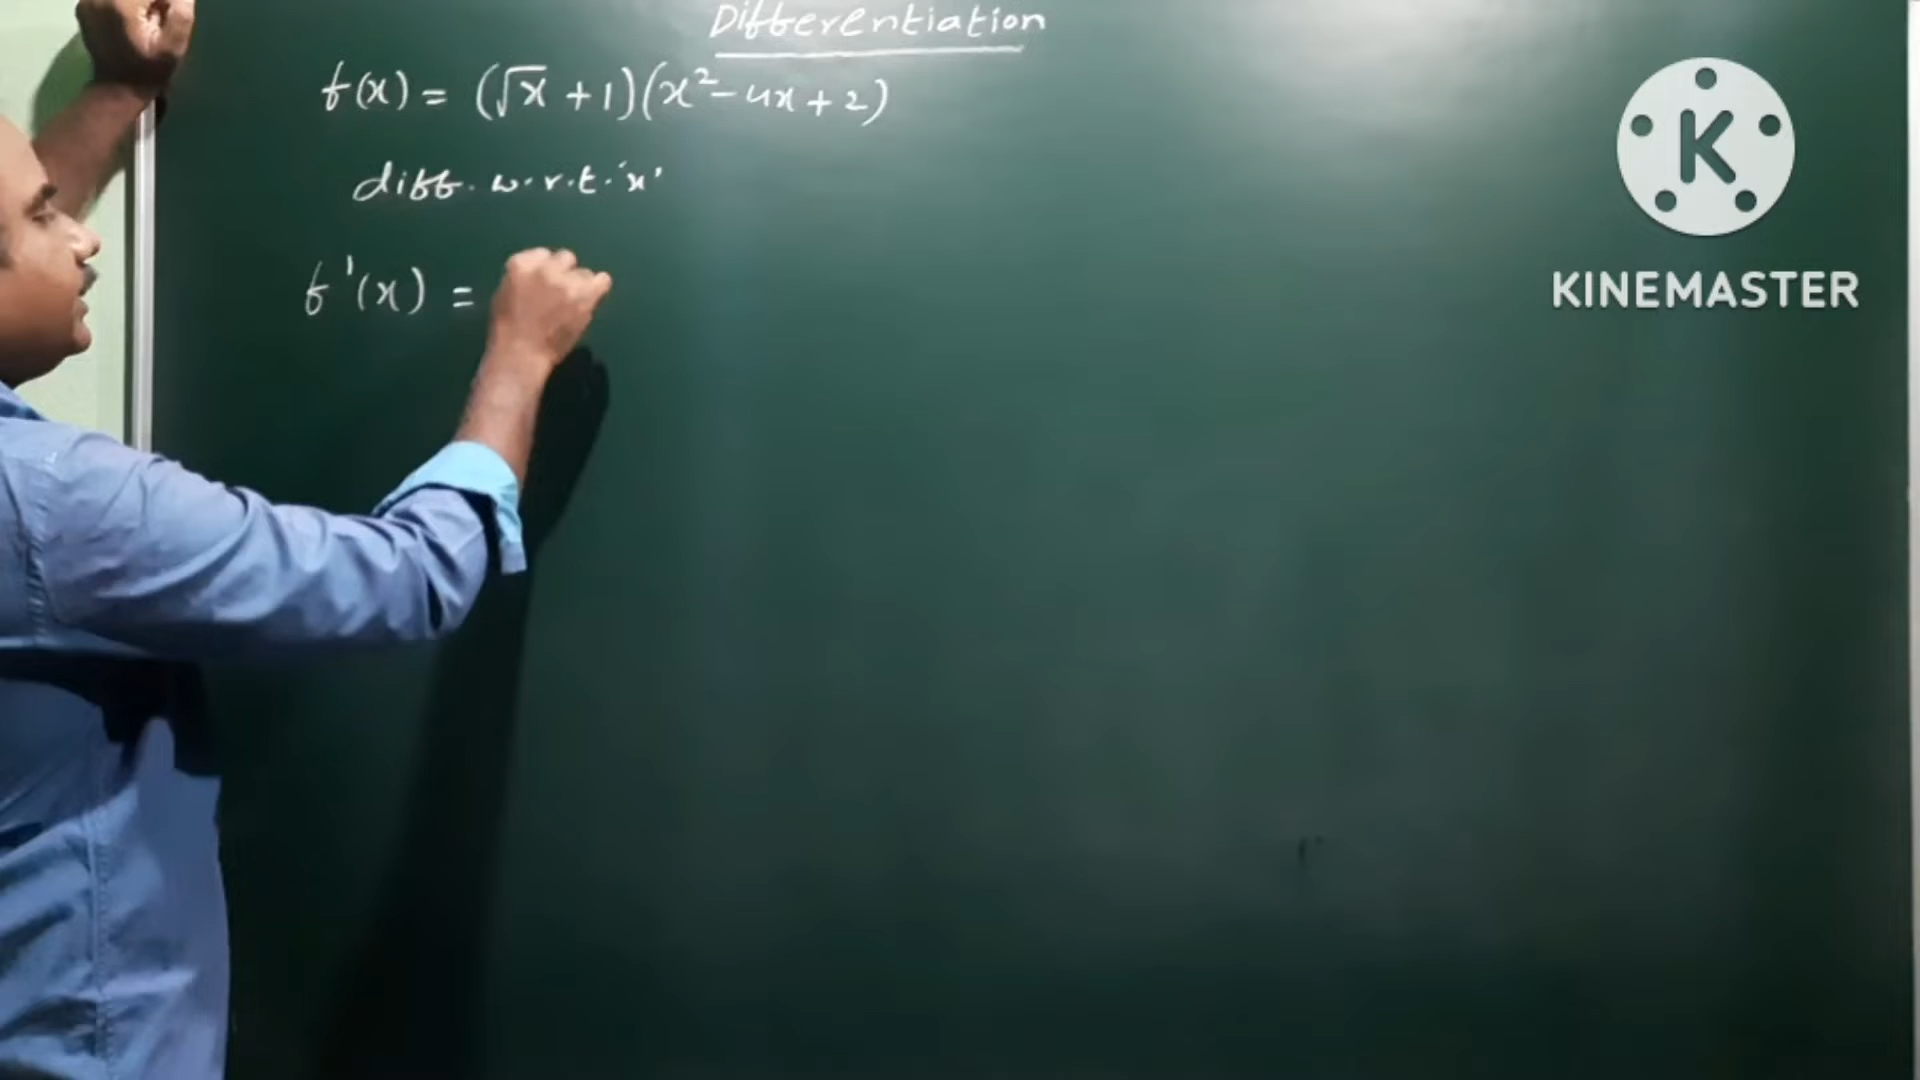 Differentiation
f(x) = (√x + 1)(x² - 4x + 2)
diff. w.r.t. 'x'
f'(x) =
K
KINEMASTER